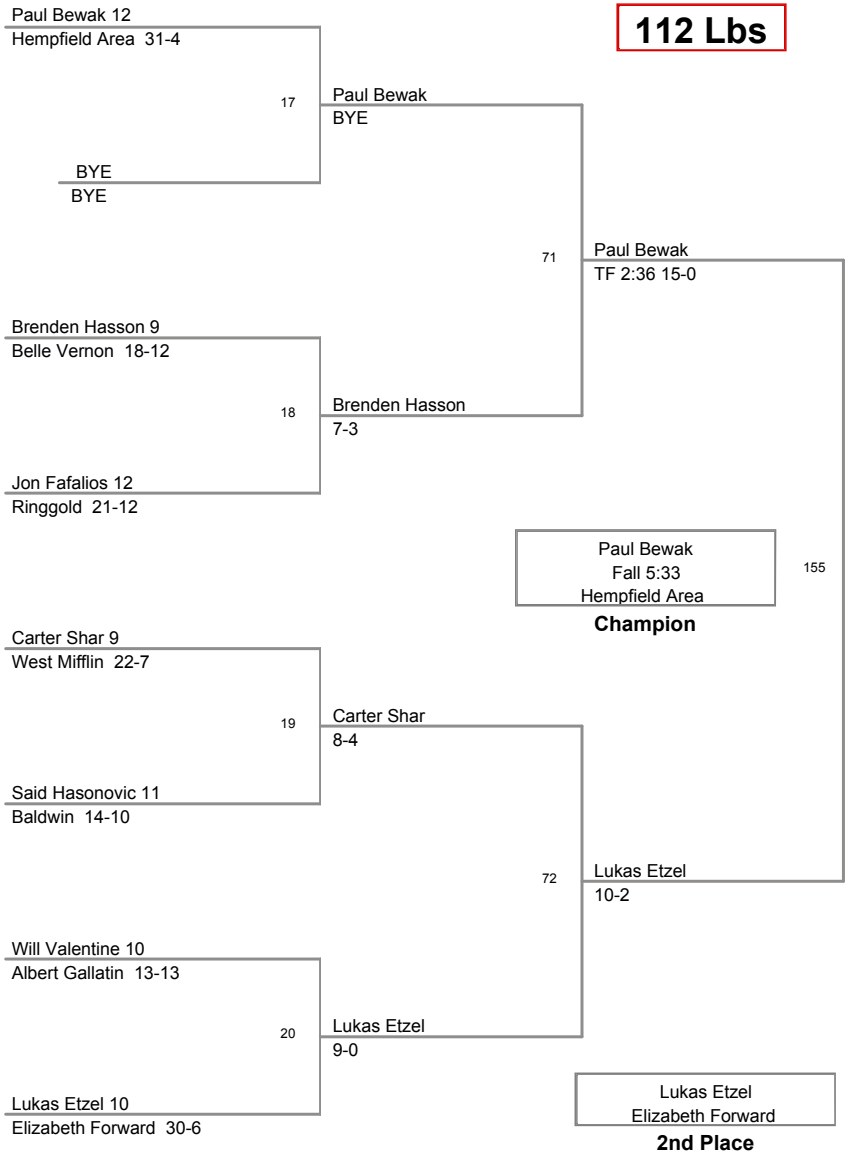 Paul Bewak 12
Hempfield Area 31-4
112 Lbs
17
Paul Bewak
BYE
BYE
BYE
71
Paul Bewak
TF 2:36 15-0
Brenden Hasson 9
Belle Vernon 18-12
18
Brenden Hasson
7-3
Jon Fafalios 12
Ringgold 21-12
Paul Bewak
Fall 5:33
Hempfield Area
Champion
155
Carter Shar 9
West Mifflin 22-7
19
Carter Shar
8-4
Said Hasonovic 11
Baldwin 14-10
72
Lukas Etzel
10-2
Will Valentine 10
Albert Gallatin 13-13
20
Lukas Etzel
9-0
Lukas Etzel 10
Elizabeth Forward 30-6
Lukas Etzel
Elizabeth Forward
2nd Place